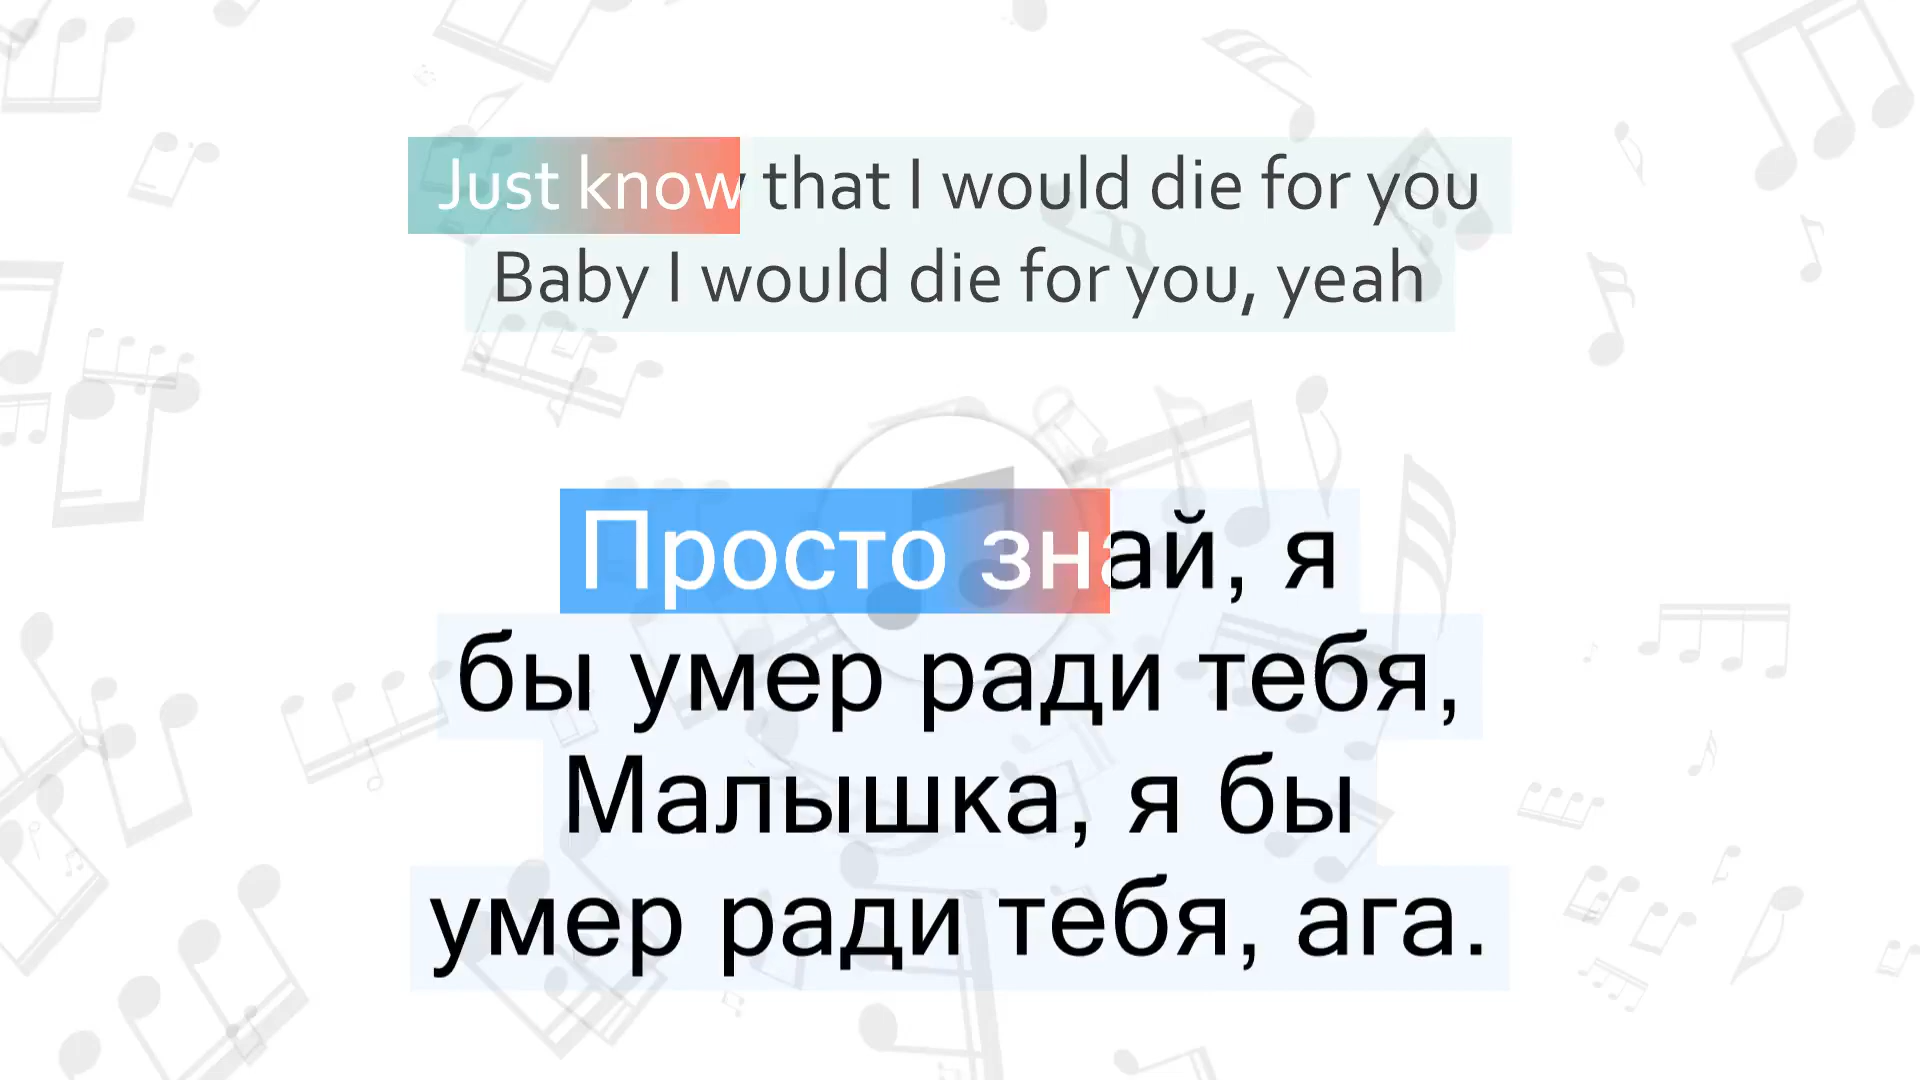 Just know that I would die for you
Baby I would die for you, yeah
Просто знай, я
бы умер ради тебя,
Малышка, я бы
умер ради тебя, ага.